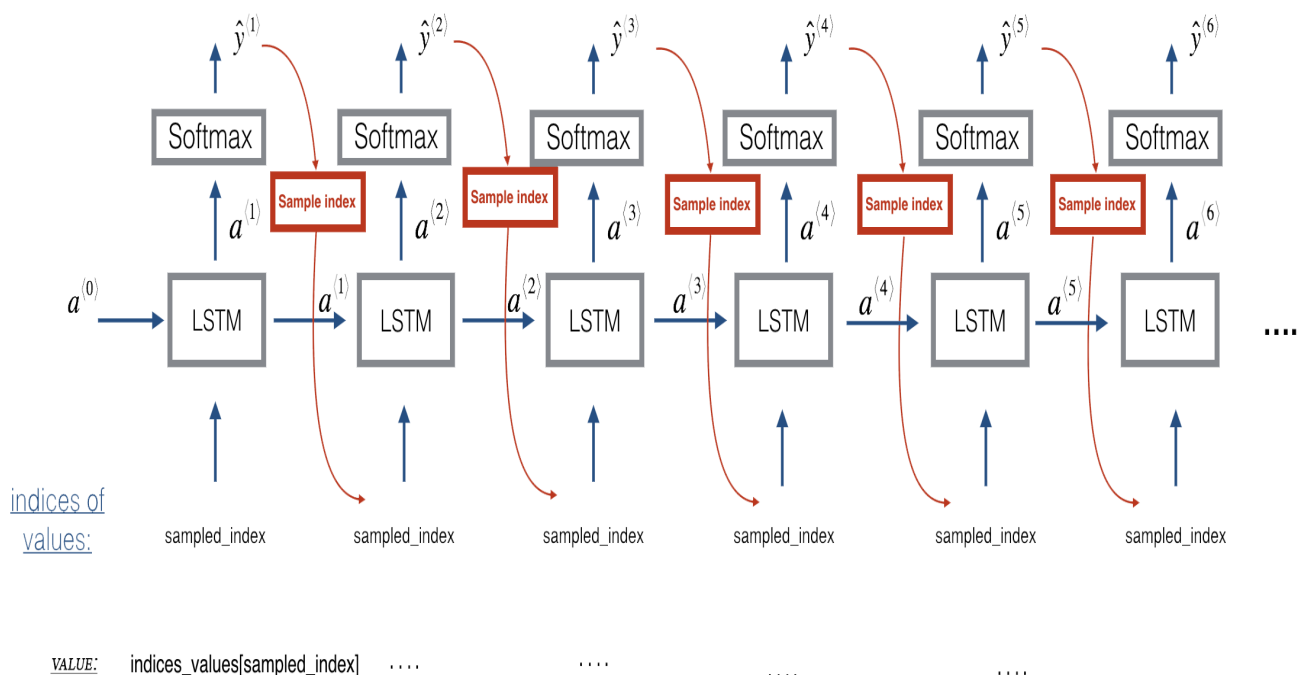 ŷ⟨1⟩ ŷ⟨2⟩ ŷ⟨3⟩ ŷ⟨4⟩ ŷ⟨5⟩ ŷ⟨6⟩
Softmax Softmax Softmax Softmax Softmax Softmax
Sample index Sample index Sample index Sample index Sample index
a⟨1⟩ a⟨2⟩ a⟨3⟩ a⟨4⟩ a⟨5⟩ a⟨6⟩
a⟨0⟩ a⟨1⟩ a⟨2⟩ a⟨3⟩ a⟨4⟩ a⟨5⟩
LSTM LSTM LSTM LSTM LSTM LSTM ....
indices of
values:
sampled_index sampled_index sampled_index sampled_index sampled_index sampled_index
VALUE: indices_values[sampled_index] .... .... .... ....